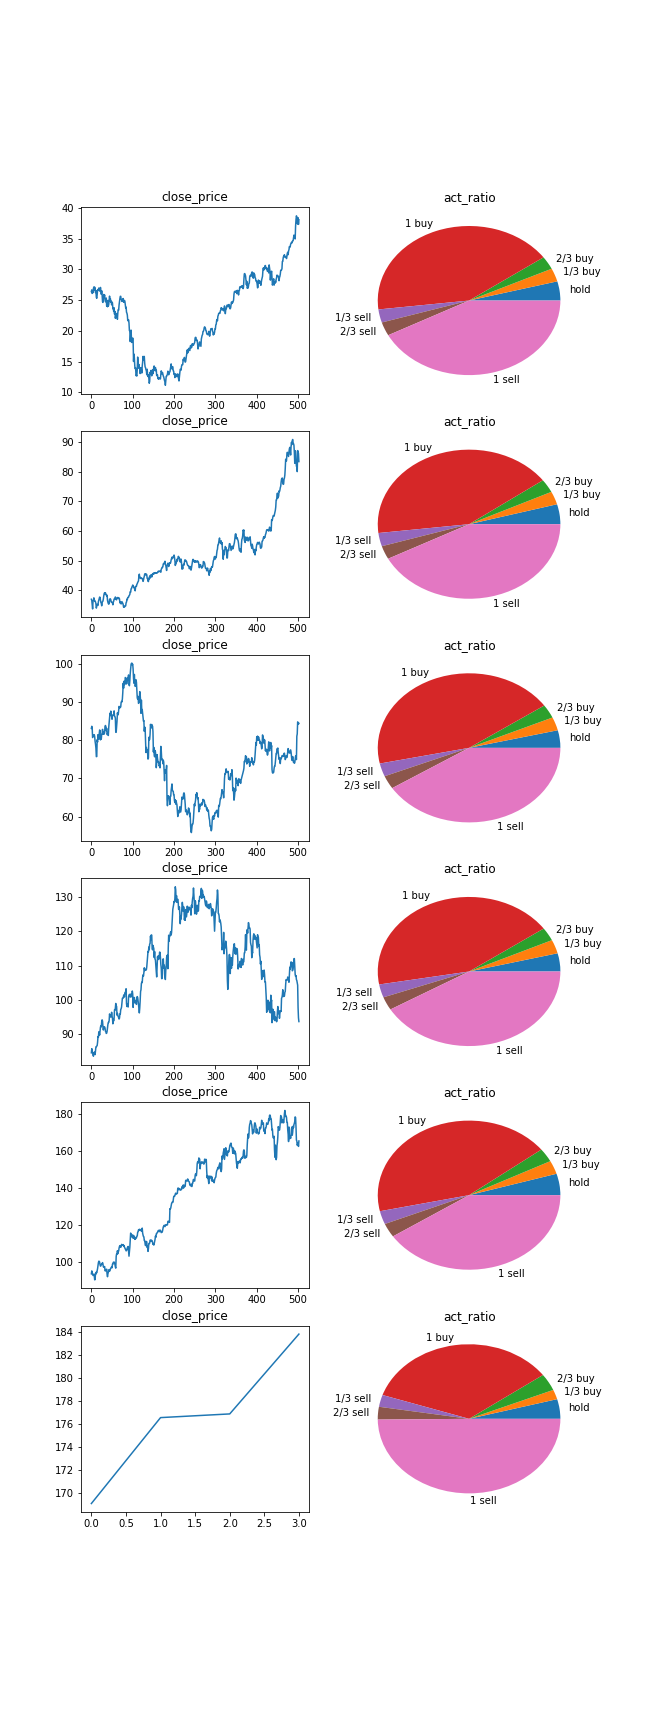 close_price
act_ratio
40
35
30
25
20
15
10
0 100 200 300 400 500
1 buy
2/3 buy
1/3 buy
hold
1/3 sell
2/3 sell
1 sell
close_price
act_ratio
90
80
70
60
50
40
0 100 200 300 400 500
1 buy
2/3 buy
1/3 buy
hold
1/3 sell
2/3 sell
1 sell
close_price
act_ratio
100
90
80
70
60
0 100 200 300 400 500
1 buy
2/3 buy
1/3 buy
hold
1/3 sell
2/3 sell
1 sell
close_price
act_ratio
130
120
110
100
90
0 100 200 300 400 500
1 buy
2/3 buy
1/3 buy
hold
1/3 sell
2/3 sell
1 sell
close_price
act_ratio
180
160
140
120
100
0 100 200 300 400 500
1 buy
2/3 buy
1/3 buy
hold
1/3 sell
2/3 sell
1 sell
close_price
act_ratio
184
182
180
178
176
174
172
170
0.0 0.5 1.0 1.5 2.0 2.5 3.0
1 buy
2/3 buy
1/3 buy
hold
1/3 sell
2/3 sell
1 sell